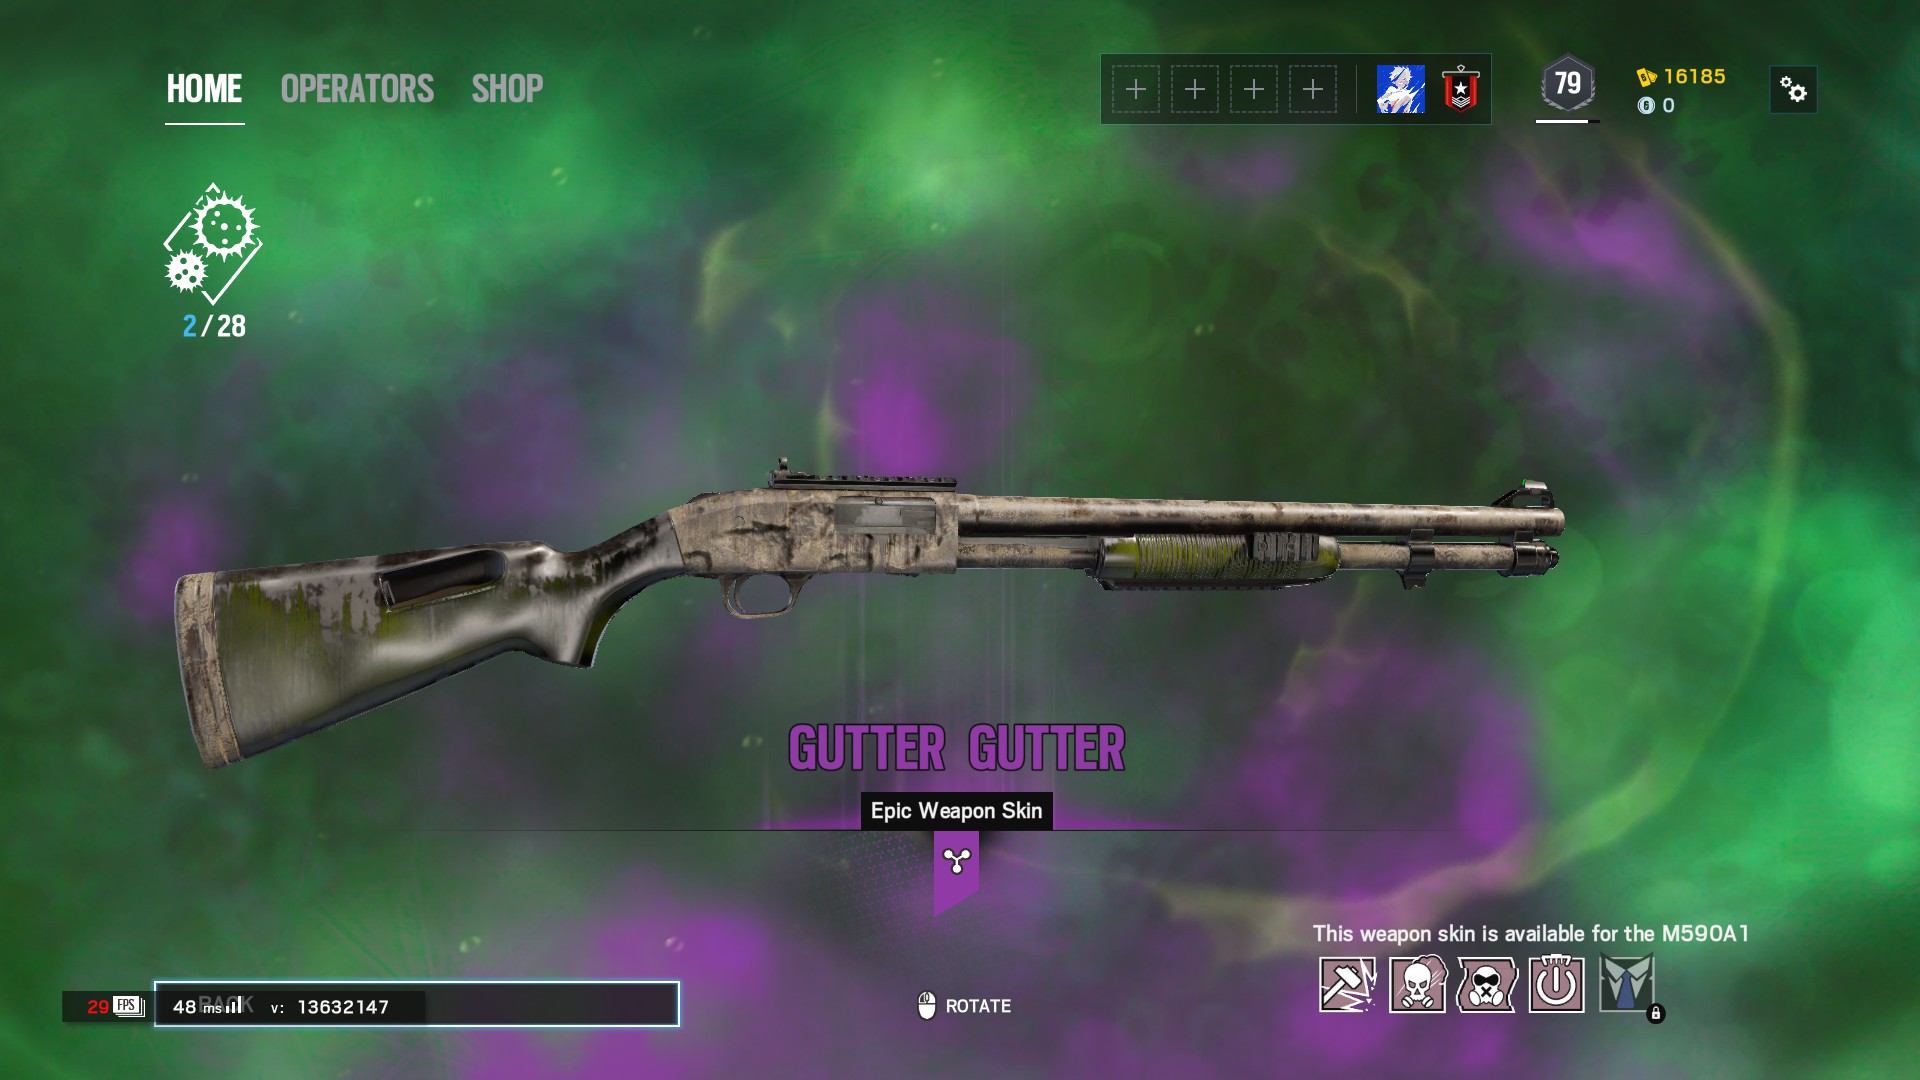 HOME OPERATORS SHOP
79
16185
0
2/28
GUTTER GUTTER
Epic Weapon Skin
This weapon skin is available for the M590A1
29 FPS 48 ms v: 13632147
BACK
ROTATE